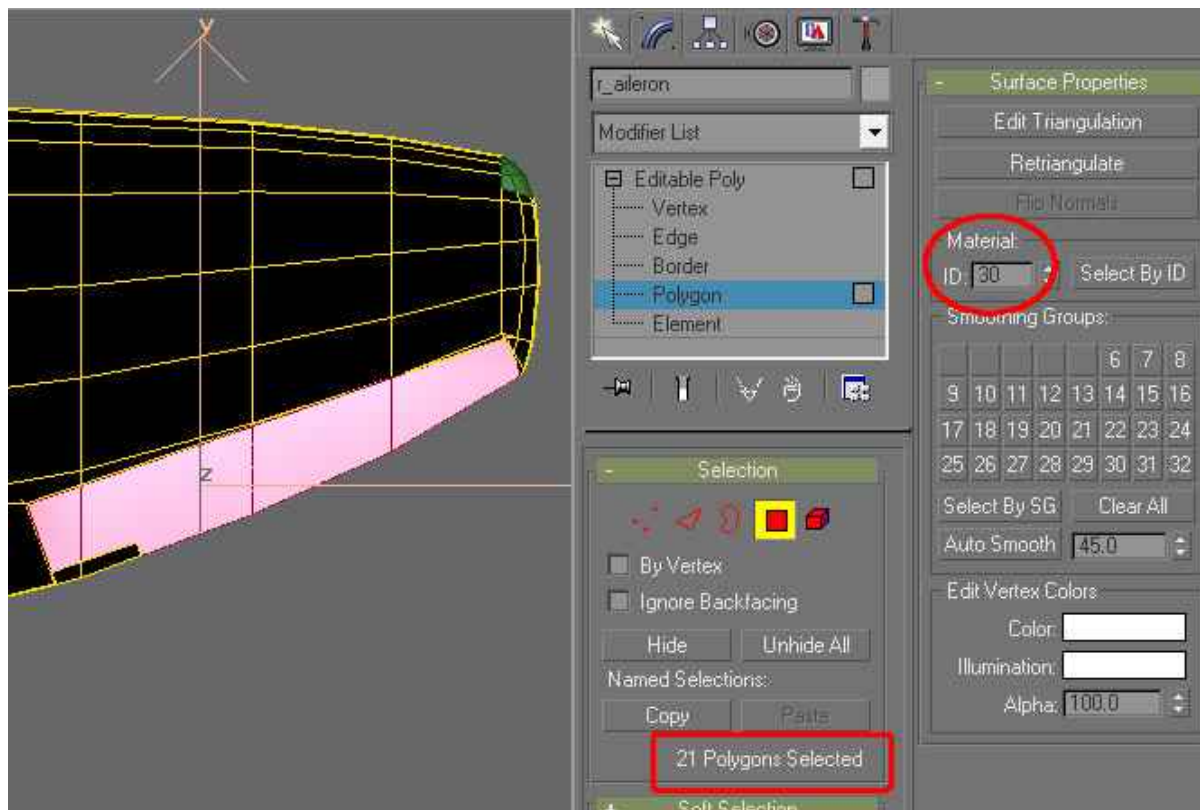 y
z
r_aileron
Modifier List
Editable Poly
Vertex
Edge
Border
Polygon
Element
Selection
By Vertex
Ignore Backfacing
Hide Unhide All
Named Selections:
Copy Paste
21 Polygons Selected
Soft Selection
Surface Properties
Edit Triangulation
Retriangulate
Flip Normals
Material:
ID: 30 Select By ID
Smoothing Groups:
6 7 8
9 10 11 12 13 14 15 16
17 18 19 20 21 22 23 24
25 26 27 28 29 30 31 32
Select By SG Clear All
Auto Smooth 45.0
Edit Vertex Colors
Color:
Illumination:
Alpha: 100.0